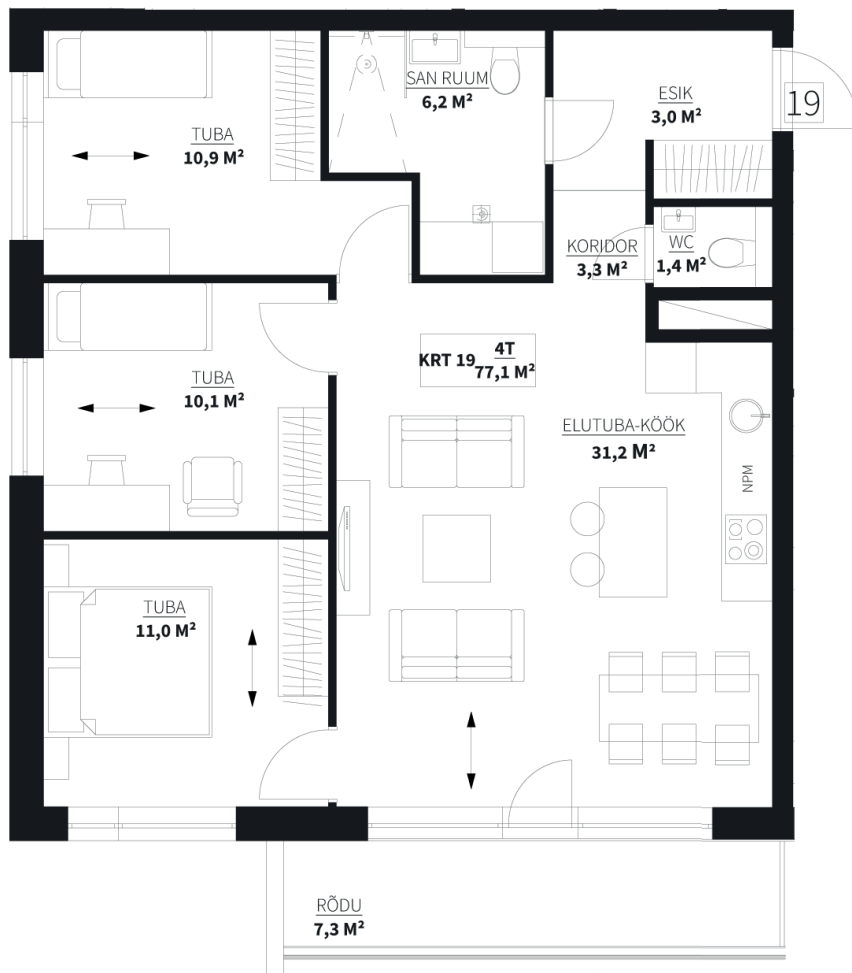 SAN RUUM
6,2 M²
ESIK
3,0 M²
19
TUBA
10,9 M²
KORIDOR
3,3 M²
WC
1,4 M²
KRT 19
4T
77,1 M²
TUBA
10,1 M²
ELUTUBA-KÖÖK
31,2 M²
NPM
TUBA
11,0 M²
RÕDU
7,3 M²